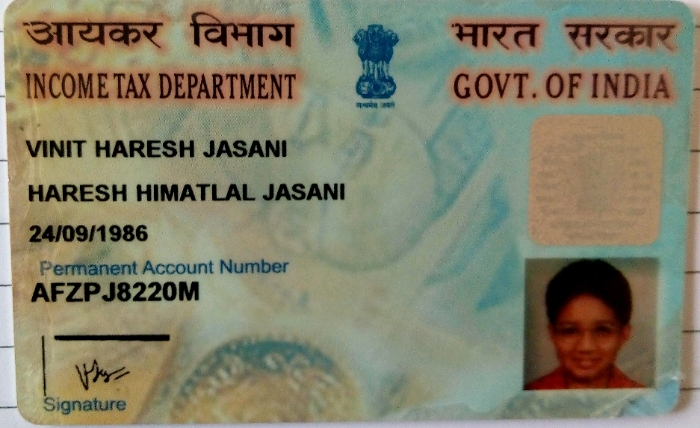 आयकर विभाग
भारत सरकार
INCOME TAX DEPARTMENT
GOVT. OF INDIA
सत्यमेव जयते
VINIT HARESH JASANI
HARESH HIMATLAL JASANI
24/09/1986
Permanent Account Number
AFZPJ8220M
Signature